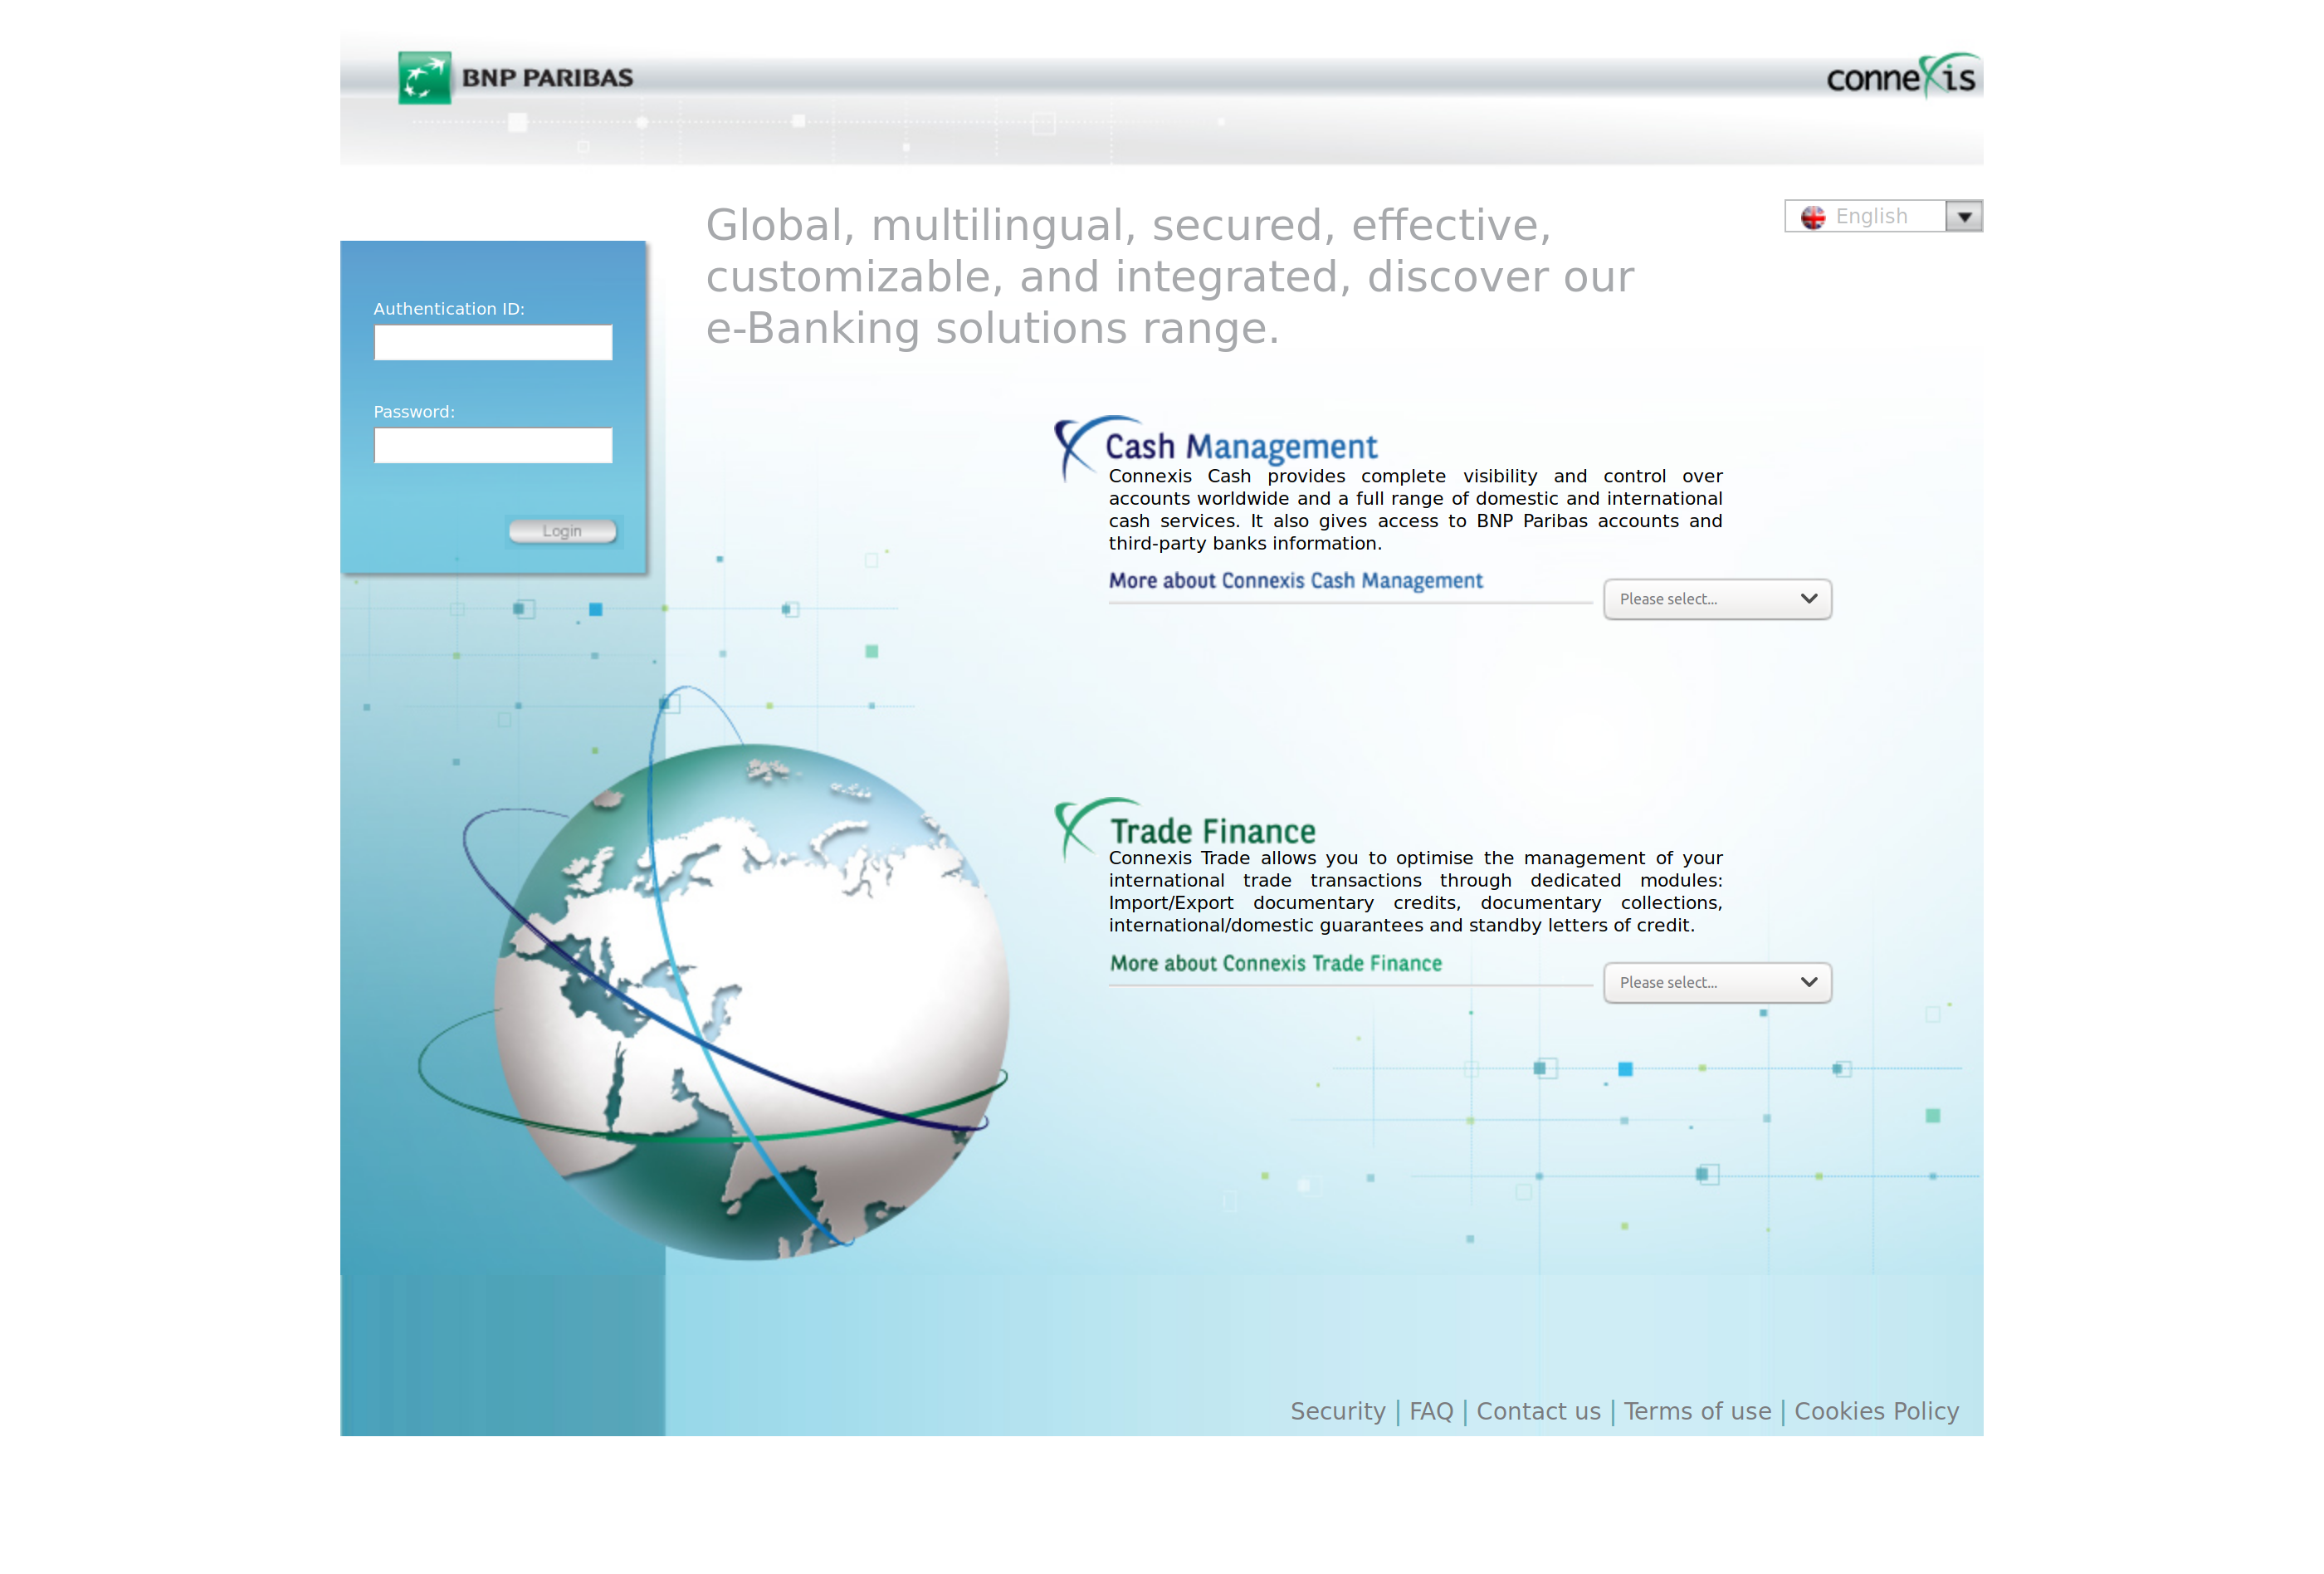 BNP PARIBAS
conneXis
English
Global, multilingual, secured, effective,
customizable, and integrated, discover our
e-Banking solutions range.
Authentication ID:
Password:
Login
Cash Management
Connexis Cash provides complete visibility and control over
accounts worldwide and a full range of domestic and international
cash services. It also gives access to BNP Paribas accounts and
third-party banks information.
More about Connexis Cash Management
Please select...
Trade Finance
Connexis Trade allows you to optimise the management of your
international trade transactions through dedicated modules:
Import/Export documentary credits, documentary collections,
international/domestic guarantees and standby letters of credit.
More about Connexis Trade Finance
Please select...
Security | FAQ | Contact us | Terms of use | Cookies Policy